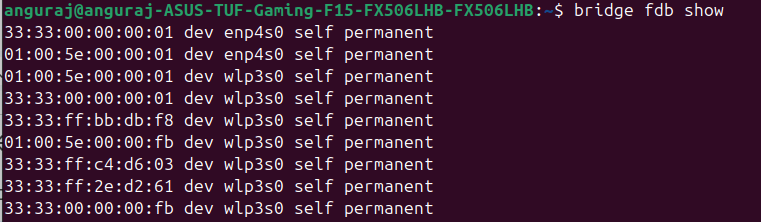 anguraj@anguraj-ASUS-TUF-Gaming-F15-FX506LHB-FX506LHB:~$ bridge fdb show
33:33:00:00:00:01 dev enp4s0 self permanent
01:00:5e:00:00:01 dev enp4s0 self permanent
01:00:5e:00:00:01 dev wlp3s0 self permanent
33:33:00:00:00:01 dev wlp3s0 self permanent
33:33:ff:bb:db:f8 dev wlp3s0 self permanent
01:00:5e:00:00:fb dev wlp3s0 self permanent
33:33:ff:c4:d6:03 dev wlp3s0 self permanent
33:33:ff:2e:d2:61 dev wlp3s0 self permanent
33:33:00:00:00:fb dev wlp3s0 self permanent